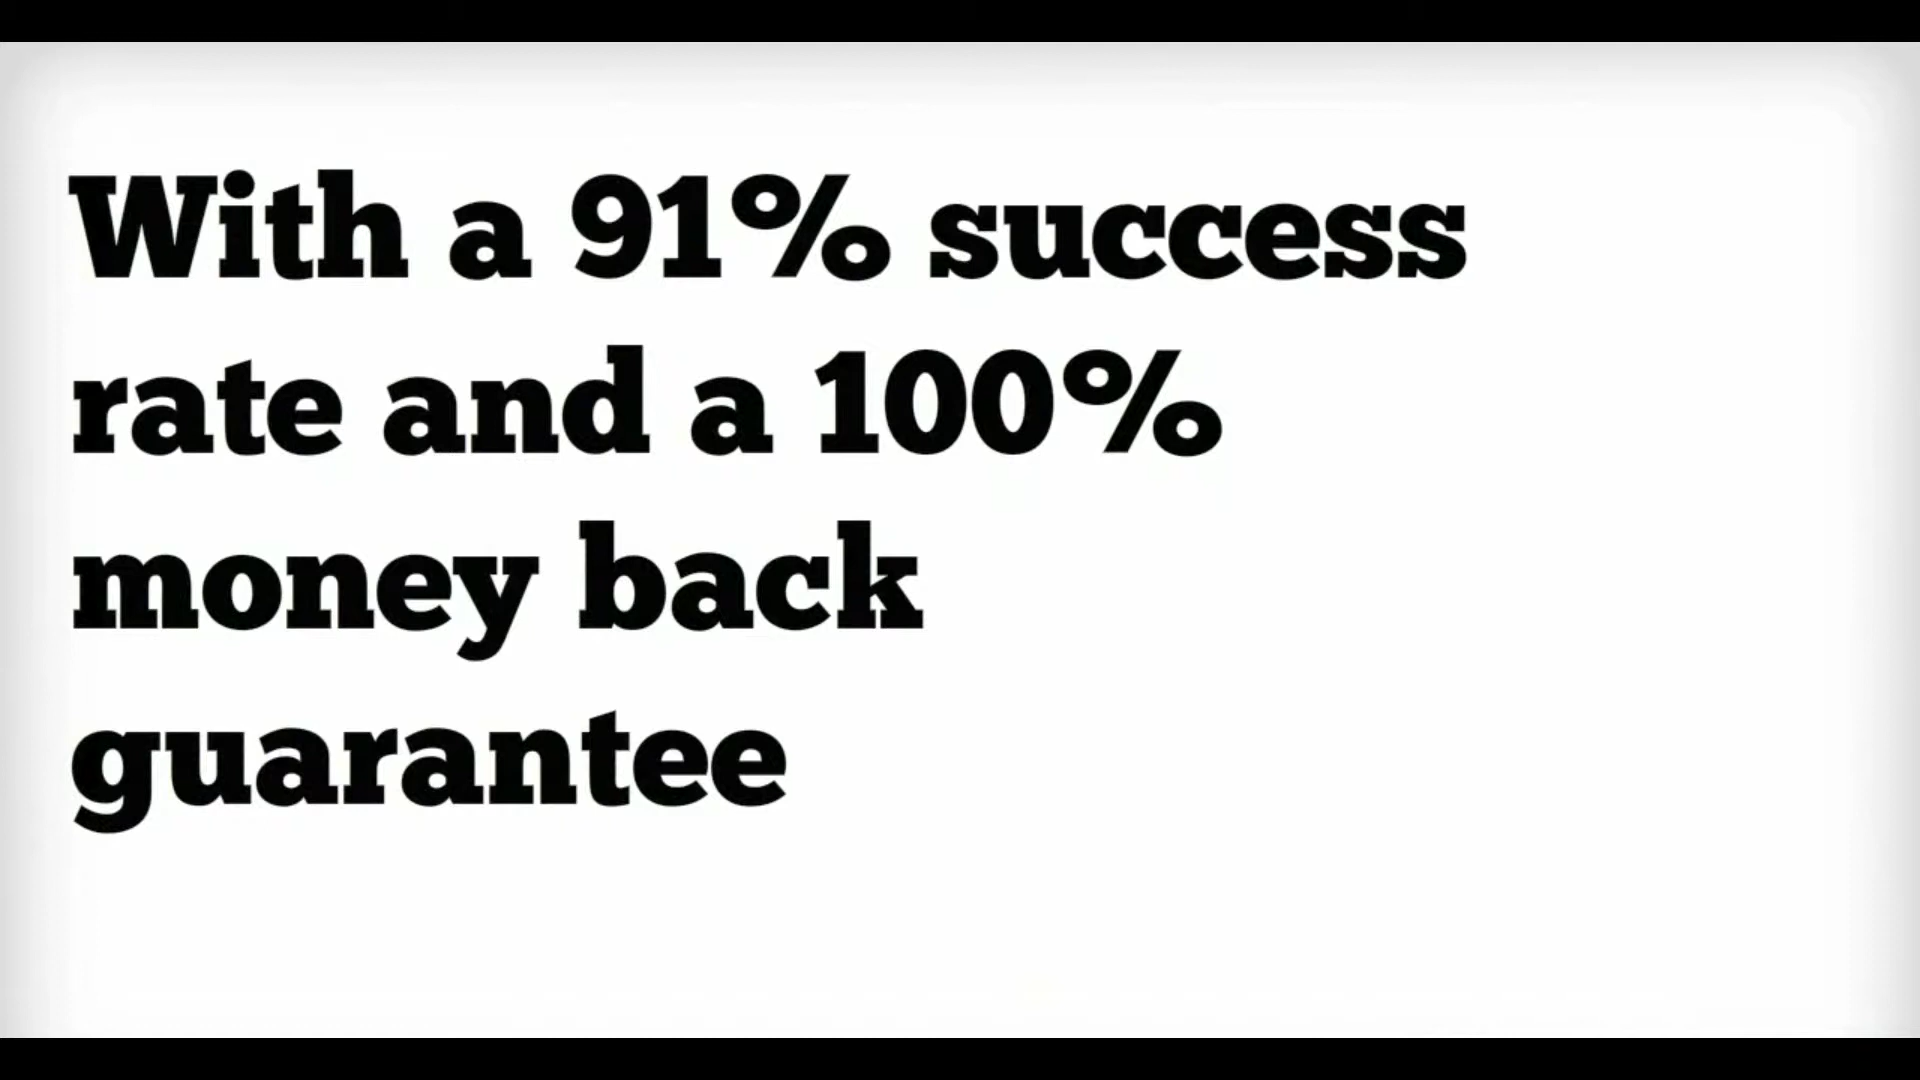 With a 91% success
rate and a 100%
money back
guarantee